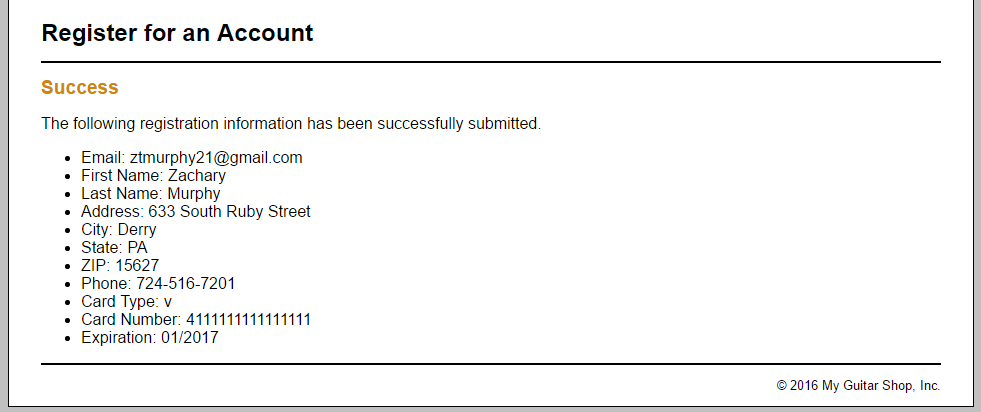 Register for an Account
Success
The following registration information has been successfully submitted.
Email: ztmurphy21@gmail.com
First Name: Zachary
Last Name: Murphy
Address: 633 South Ruby Street
City: Derry
State: PA
ZIP: 15627
Phone: 724-516-7201
Card Type: v
Card Number: 4111111111111111
Expiration: 01/2017
© 2016 My Guitar Shop, Inc.